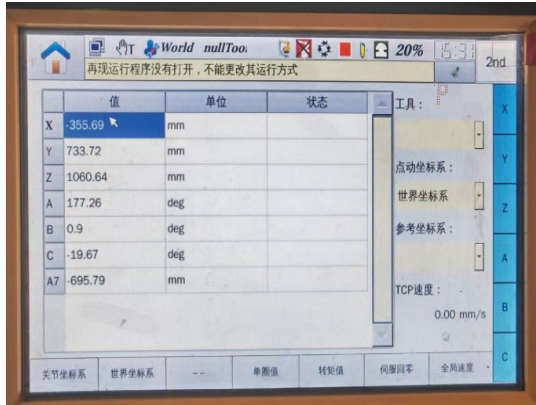 T World nullTool 20% 15:31 2nd
再现运行程序没有打开，不能更改其运行方式
值 单位 状态 工具：
X -355.69 mm
Y 733.72 mm
Z 1060.64 mm
A 177.26 deg
B 0.9 deg
C -19.67 deg
A7 -695.79 mm
点动坐标系：
世界坐标系
参考坐标系：
TCP速度：
0.00 mm/s
X
Y
Z
A
B
C
关节坐标系 世界坐标系 -- 单圈值 转矩值 伺服回零 全局速度